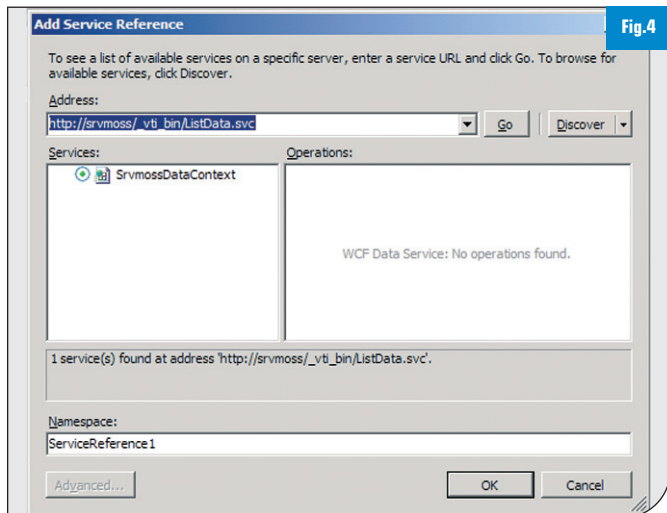 Add Service Reference
Fig.4
To see a list of available services on a specific server, enter a service URL and click Go. To browse for
available services, click Discover.
Address:
http://srvmoss/_vti_bin/ListData.svc
Go
Discover
Services:
Operations:
SrvmossDataContext
WCF Data Service: No operations found.
1 service(s) found at address 'http://srvmoss/_vti_bin/ListData.svc'.
Namespace:
ServiceReference1
Advanced...
OK
Cancel